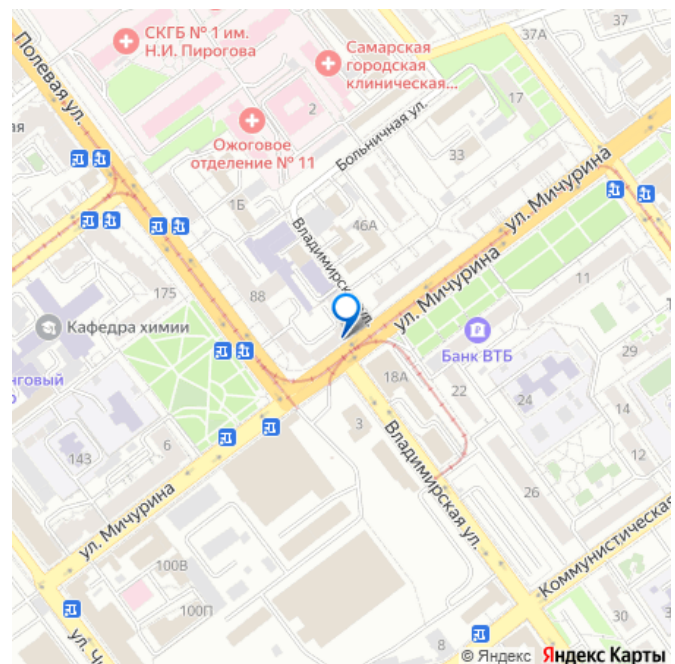 СКГБ № 1 им.
Н.И. Пирогова
37
37А
Полевая ул.
Самарская
городская
клиническая...
17
2
ая
Ожоговое
отделение № 11
Больничная ул.
33
ул. Мичурина
1Б
46А
Владимирская ул.
ул. Мичурина
175
88
11
Кафедра химии
Банк ВТБ
29
нговый
18А
22
24
14
3
12
6
143
Владимирская ул.
26
ул. Мичурина
100В
Коммунистическая
100П
30
8
© Яндекс Яндекс Карты